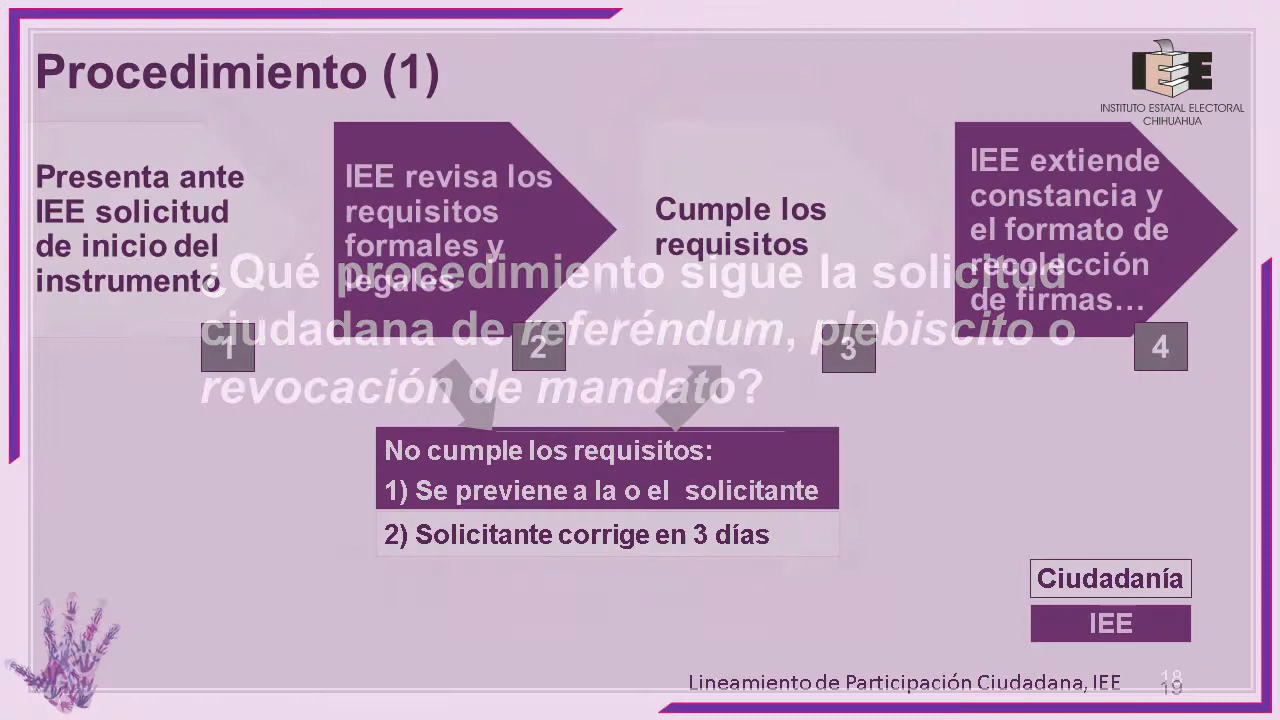 Procedimiento (1)
INSTITUTO ESTATAL ELECTORAL
CHIHUAHUA
Presenta ante
IEE solicitud
de inicio del
instrumento
1
IEE revisa los
requisitos
formales y
legales
2
Cumple los
requisitos
3
IEE extiende
constancia y
el formato de
recolección
de firmas…
4
¿Qué procedimiento sigue la solicitud
ciudadana de referéndum, plebiscito o
revocación de mandato?
No cumple los requisitos:
1) Se previene a la o el solicitante
2) Solicitante corrige en 3 días
Ciudadanía
IEE
Lineamiento de Participación Ciudadana, IEE
18
19